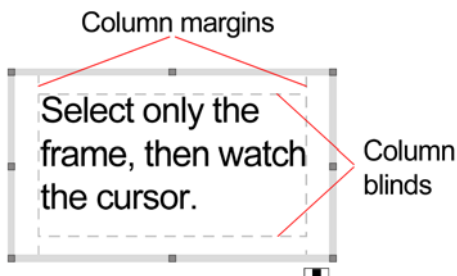 Column margins
Select only the
frame, then watch
the cursor.
Column
blinds